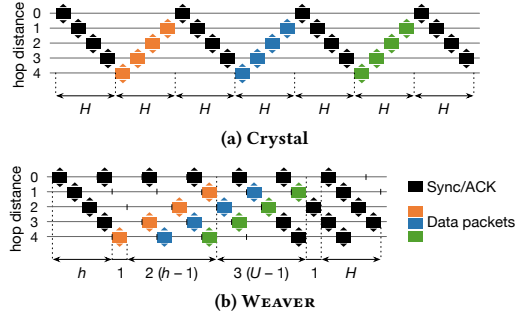 hop distance
0
1
2
3
4
H H H H H H H
(a) Crystal
hop distance
0
1
2
3
4
h 1 2 (h − 1) 3 (U − 1) 1 H
Sync/ACK
Data packets
(b) WEAVER